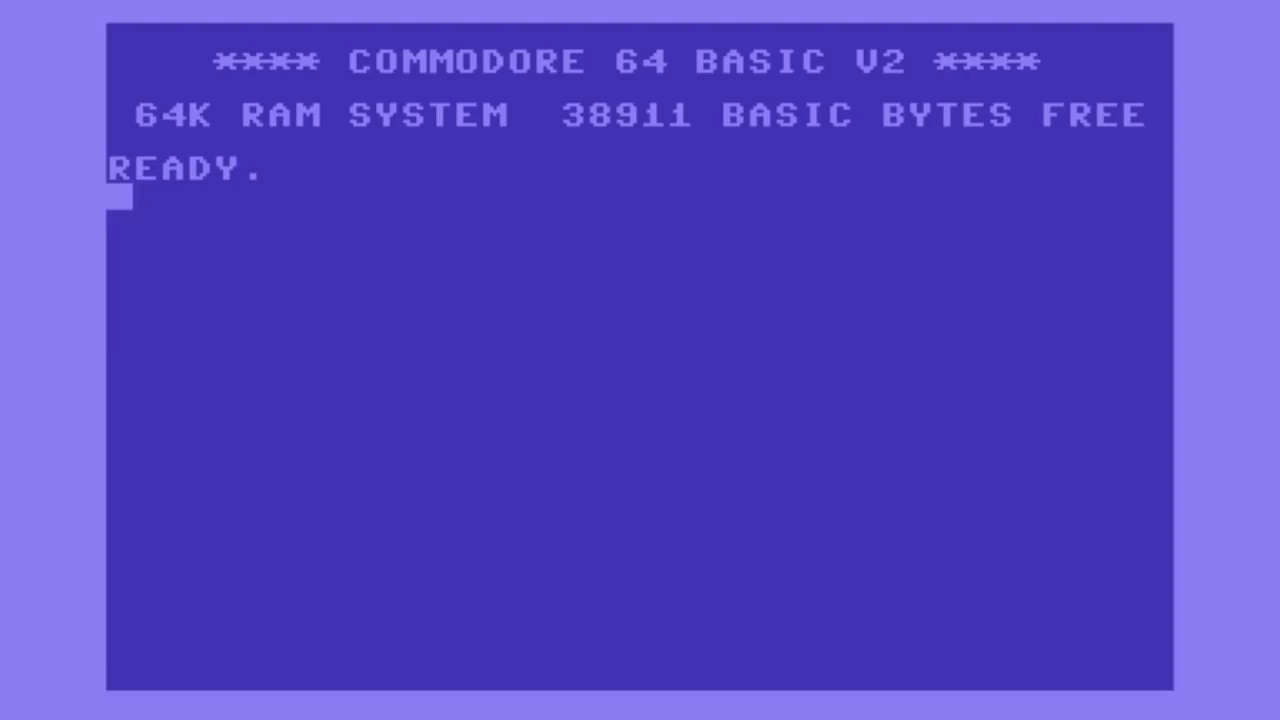 **** COMMODORE 64 BASIC V2 ****
64K RAM SYSTEM  38911 BASIC BYTES FREE
READY.